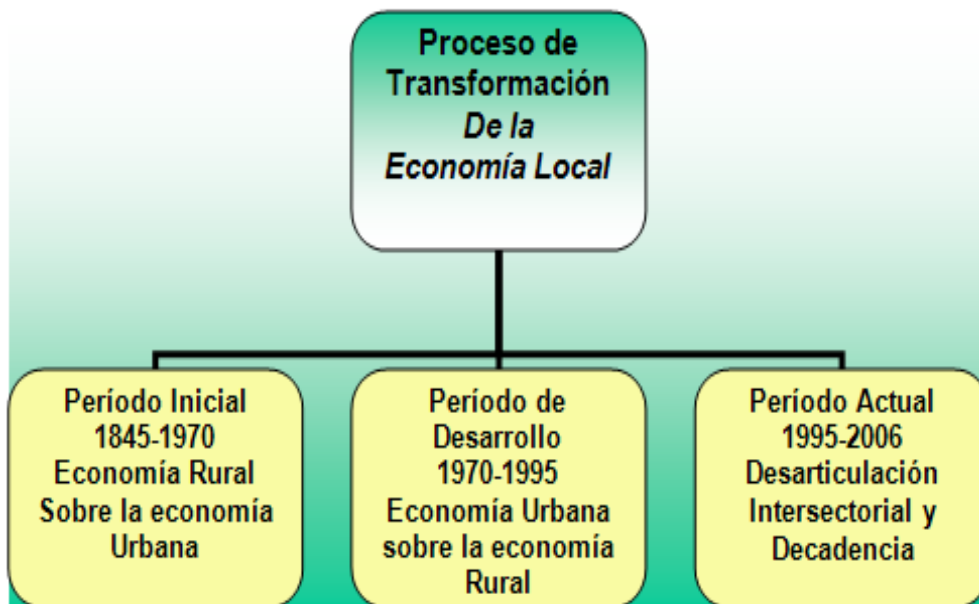 Proceso de
Transformación
De la
Economía Local
Período Inicial
1845-1970
Economía Rural
Sobre la economía
Urbana
Período de
Desarrollo
1970-1995
Economía Urbana
sobre la economía
Rural
Período Actual
1995-2006
Desarticulación
Intersectorial y
Decadencia